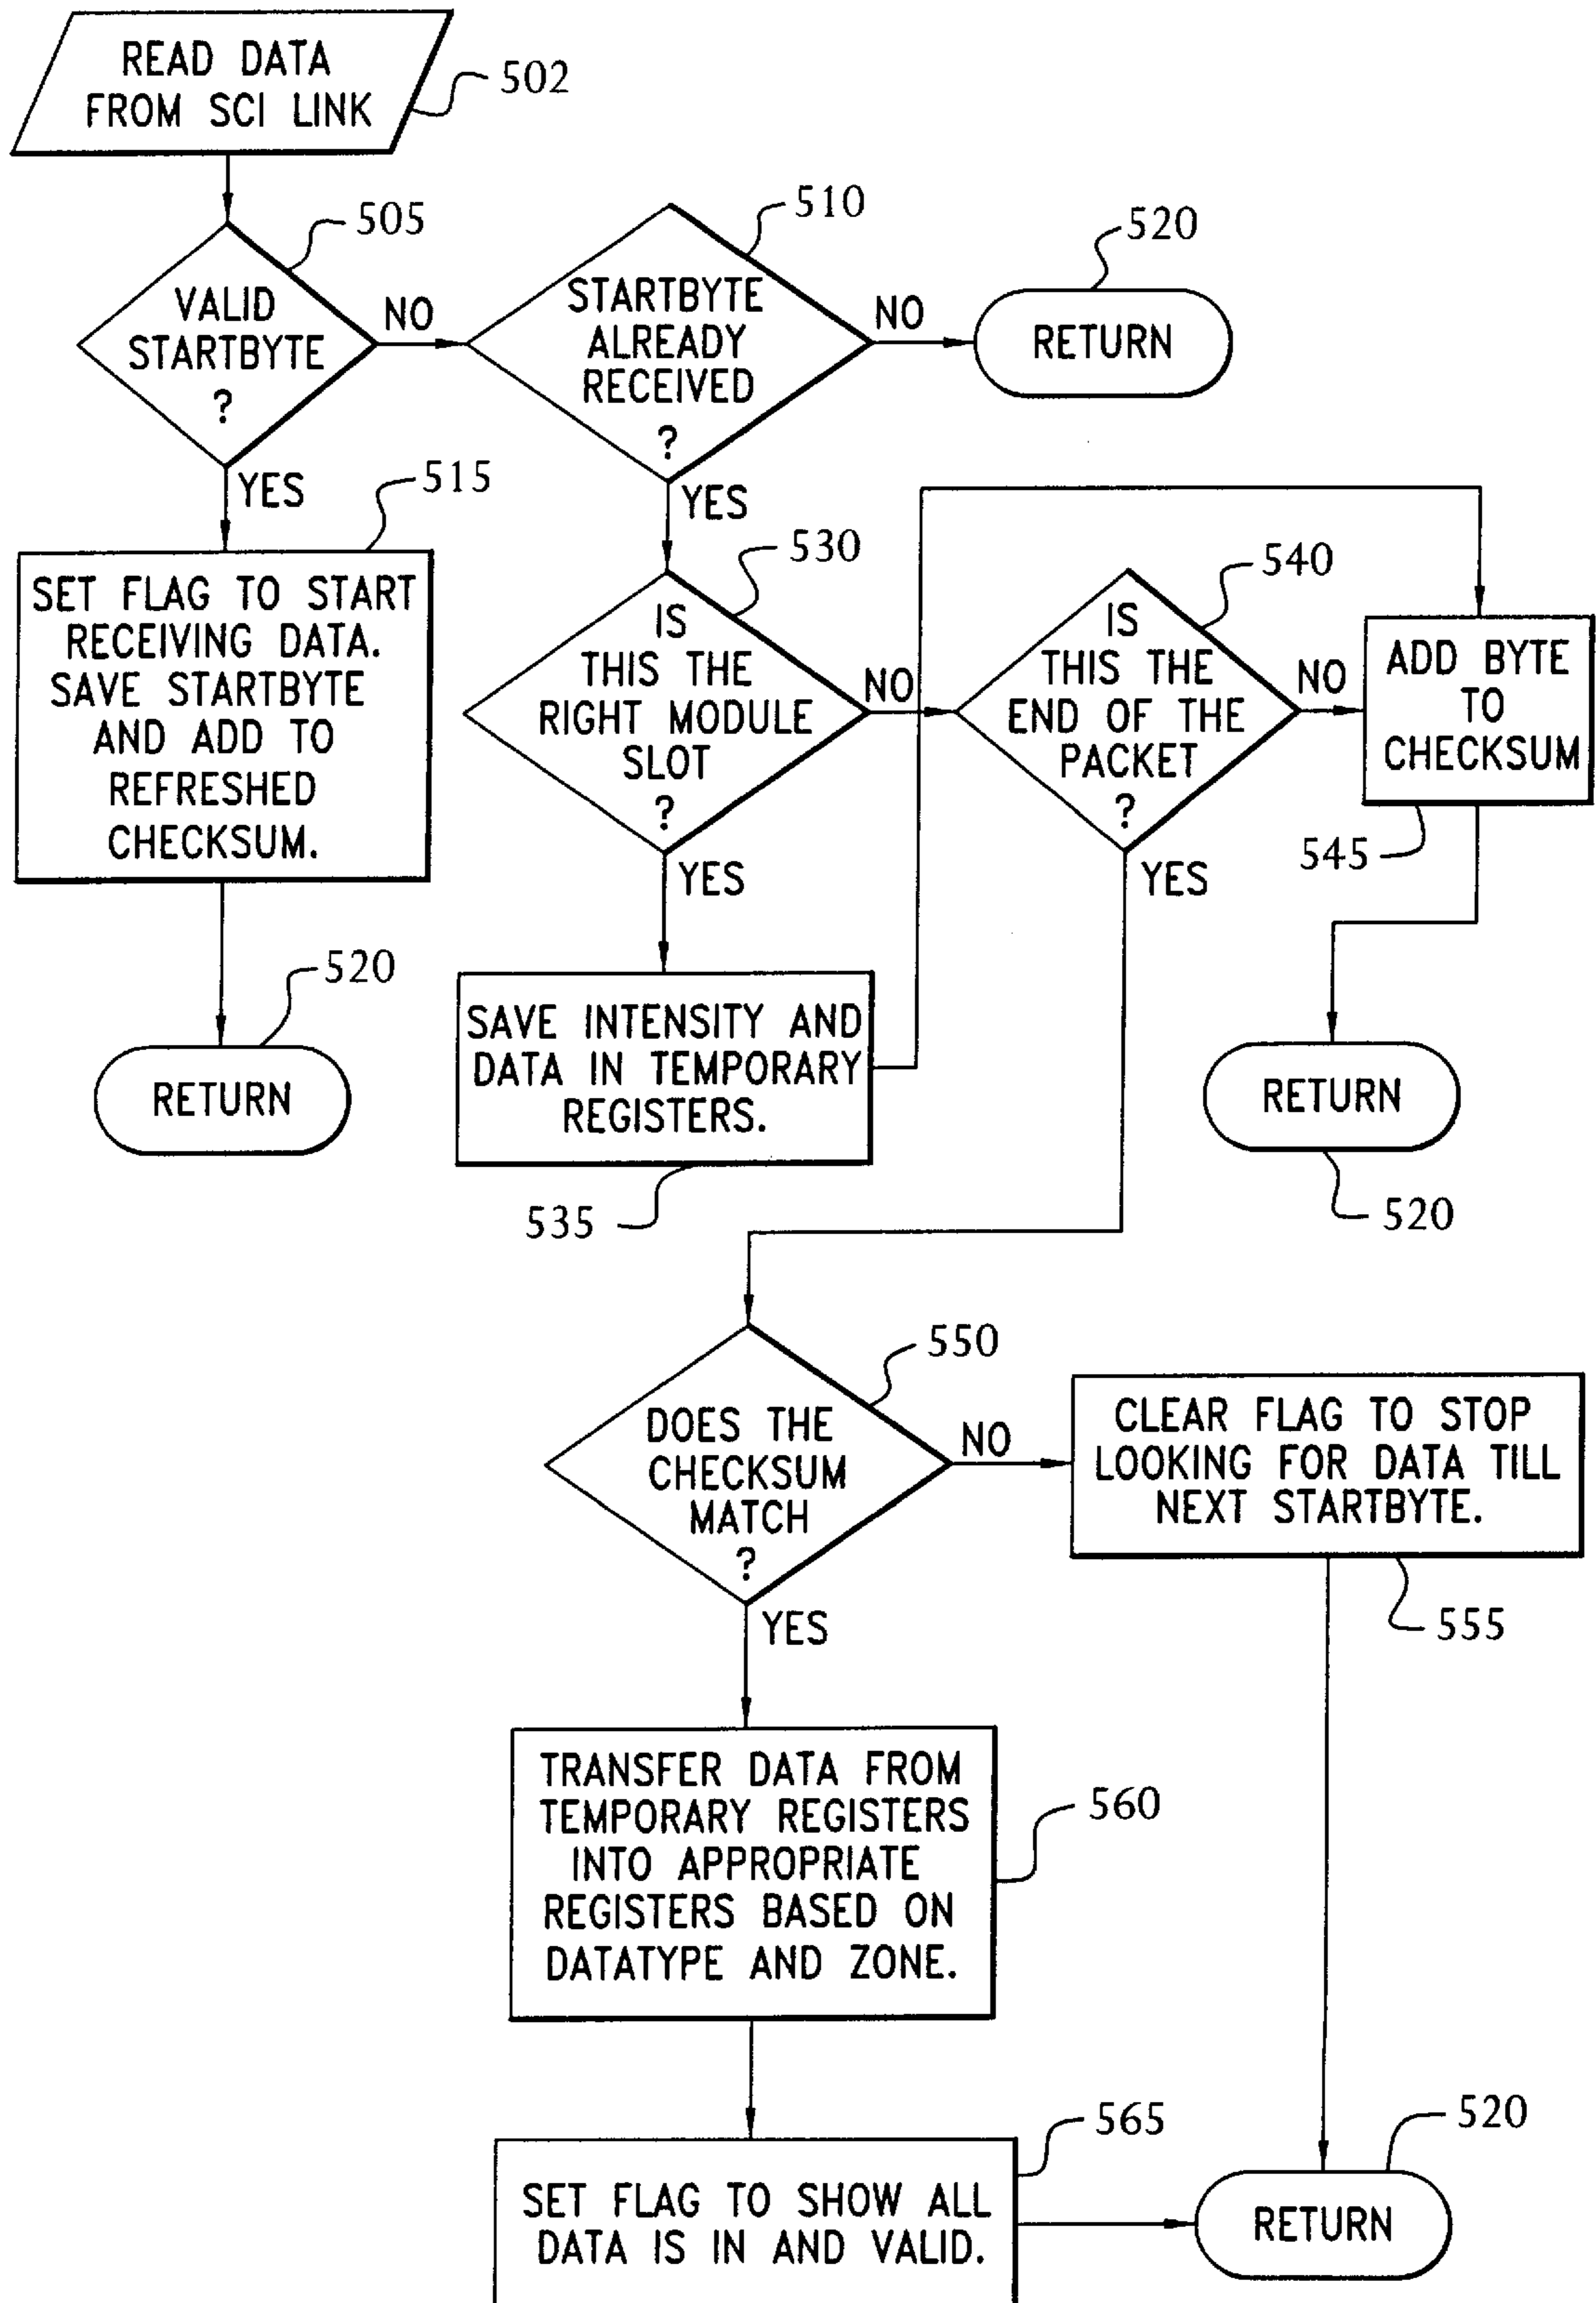 READ DATA
FROM SCI LINK
502
VALID
STARTBYTE
?
505
NO
YES
STARTBYTE
ALREADY
RECEIVED
?
510
NO
YES
RETURN
520
SET FLAG TO START
RECEIVING DATA.
SAVE STARTBYTE
AND ADD TO
REFRESHED
CHECKSUM.
515
RETURN
520
IS
THIS THE
RIGHT MODULE
SLOT
?
530
NO
YES
SAVE INTENSITY AND
DATA IN TEMPORARY
REGISTERS.
535
IS
THIS THE
END OF THE
PACKET
?
540
NO
YES
ADD BYTE
TO
CHECKSUM
545
RETURN
520
DOES THE
CHECKSUM
MATCH
?
550
NO
YES
CLEAR FLAG TO STOP
LOOKING FOR DATA TILL
NEXT STARTBYTE.
555
TRANSFER DATA FROM
TEMPORARY REGISTERS
INTO APPROPRIATE
REGISTERS BASED ON
DATATYPE AND ZONE.
560
SET FLAG TO SHOW ALL
DATA IS IN AND VALID.
565
RETURN
520